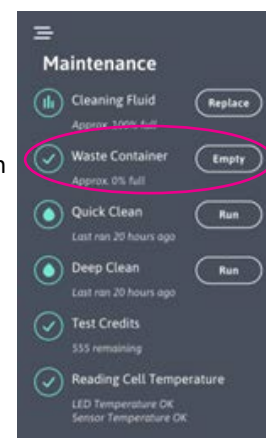 Maintenance
Cleaning Fluid Replace
Approx. 100% full
Waste Container Empty
Approx. 0% full
Quick Clean Run
Last ran 20 hours ago
Deep Clean Run
Last ran 20 hours ago
Test Credits
555 remaining
Reading Cell Temperature
LED Temperature OK
Sensor Temperature OK